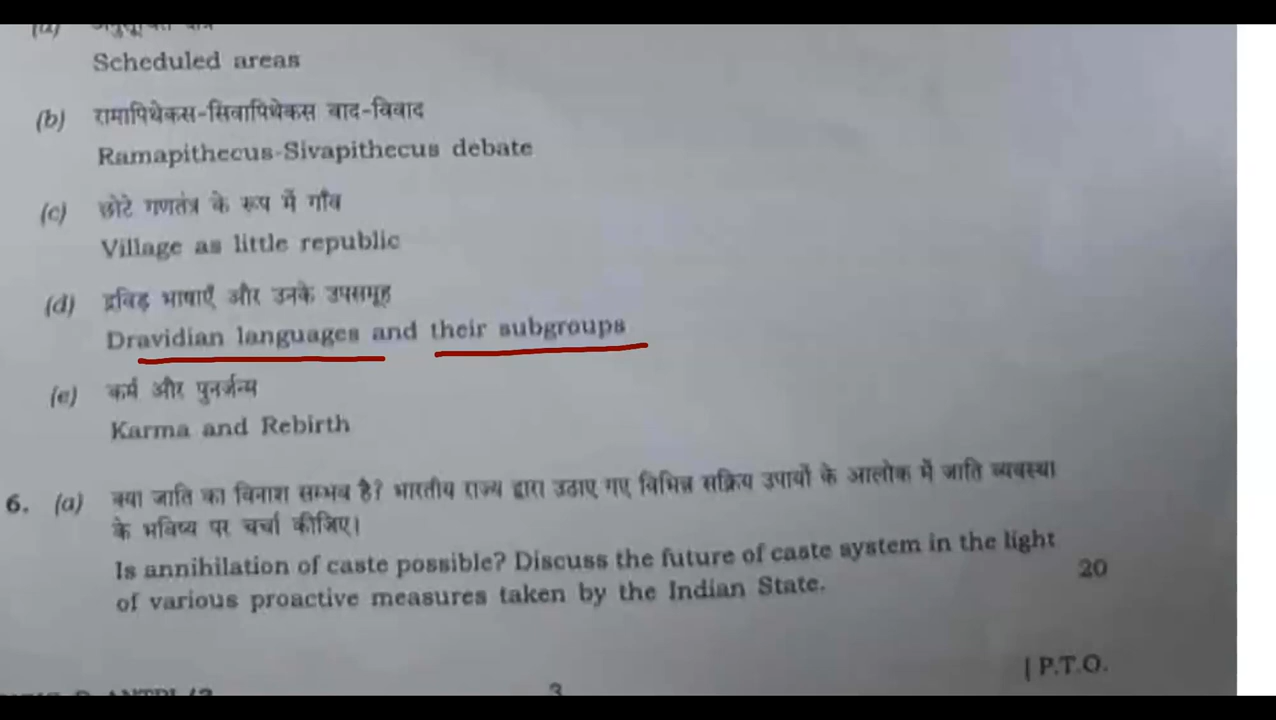 Scheduled areas
(b) रामापिथेकस-सिवापिथेकस वाद-विवाद
Ramapithecus-Sivapithecus debate
(c) छोटे गणतंत्र के रूप में गाँव
Village as little republic
(d) द्रविड़ भाषाएँ और उनके उपसमूह
Dravidian languages and their subgroups
(e) कर्म और पुनर्जन्म
Karma and Rebirth
6. (a) क्या जाति का विनाश सम्भव है? भारतीय राज्य द्वारा उठाए गए विभिन्न सक्रिय उपायों के आलोक में जाति व्यवस्था
के भविष्य पर चर्चा कीजिए।
Is annihilation of caste possible? Discuss the future of caste system in the light
of various proactive measures taken by the Indian State. 20
[ P.T.O.
3